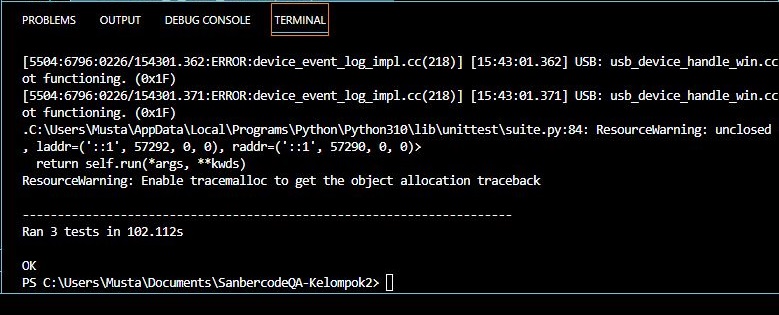 PROBLEMS OUTPUT DEBUG CONSOLE TERMINAL
[5504:6796:0226/154301.362:ERROR:device_event_log_impl.cc(218)] [15:43:01.362] USB: usb_device_handle_win.cc
ot functioning. (0x1F)
[5504:6796:0226/154301.371:ERROR:device_event_log_impl.cc(218)] [15:43:01.371] USB: usb_device_handle_win.cc
ot functioning. (0x1F)
.C:\Users\Musta\AppData\Local\Programs\Python\Python310\lib\unittest\suite.py:84: ResourceWarning: unclosed
, laddr=('::1', 57292, 0, 0), raddr=('::1', 57290, 0, 0)>
  return self.run(*args, **kwds)
ResourceWarning: Enable tracemalloc to get the object allocation traceback
----------------------------------------------------------------------
Ran 3 tests in 102.112s
OK
PS C:\Users\Musta\Documents\SanbercodeQA-Kelompok2>